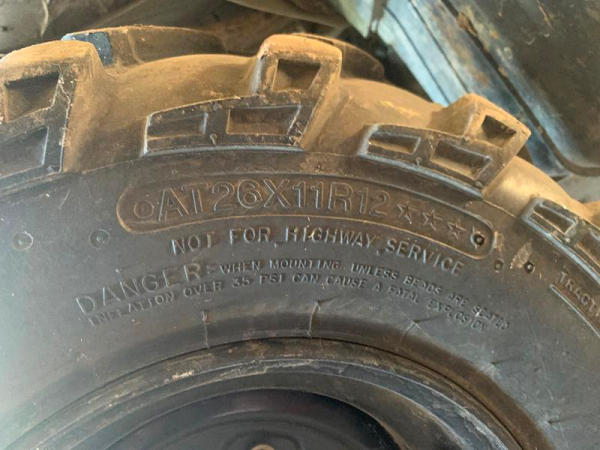 AT26X11R12☆☆☆
NOT FOR HIGHWAY SERVICE
DANGER: WHEN MOUNTING, UNLESS BEADS ARE SEATED
INFLATION OVER 35 PSI CAN CAUSE A FATAL EXPLOSION